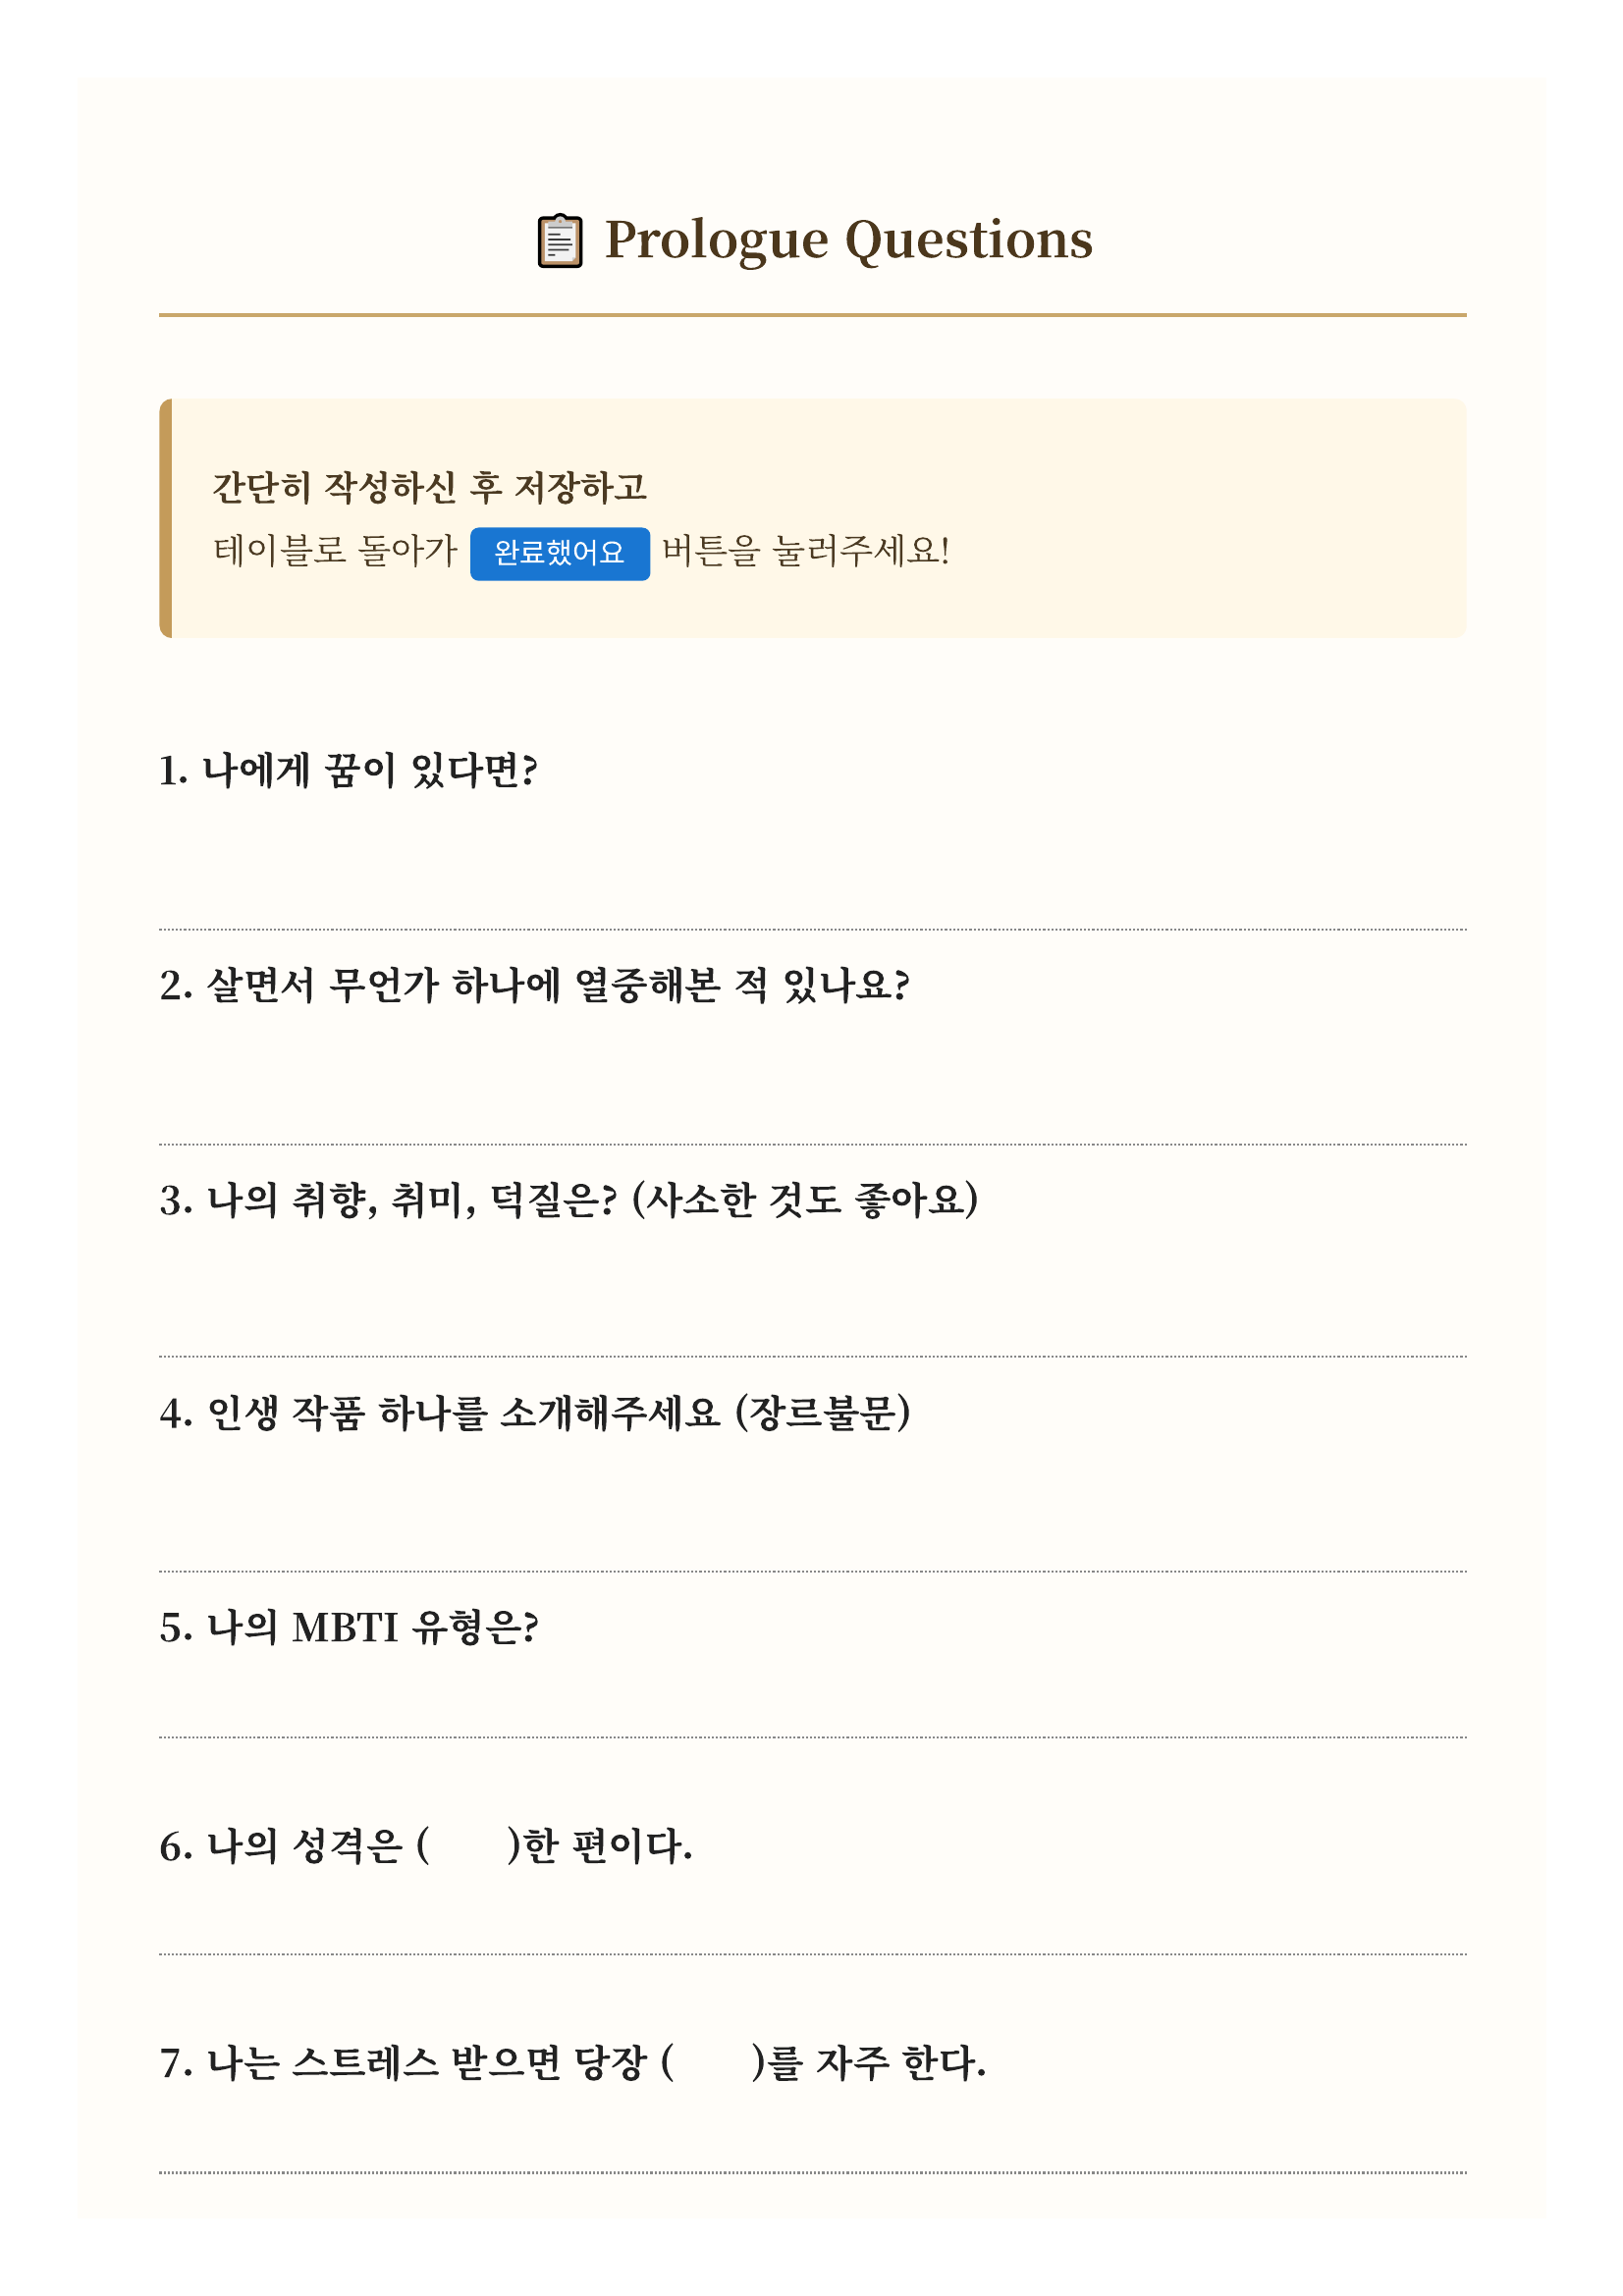 Prologue Questions
간단히 작성하신 후 저장하고
테이블로 돌아가 완료했어요 버튼을 눌러주세요!
1. 나에게 꿈이 있다면?
2. 살면서 무언가 하나에 열중해본 적 있나요?
3. 나의 취향, 취미, 덕질은? (사소한 것도 좋아요)
4. 인생 작품 하나를 소개해주세요 (장르불문)
5. 나의 MBTI 유형은?
6. 나의 성격은 (      )한 편이다.
7. 나는 스트레스 받으면 당장 (      )를 자주 한다.